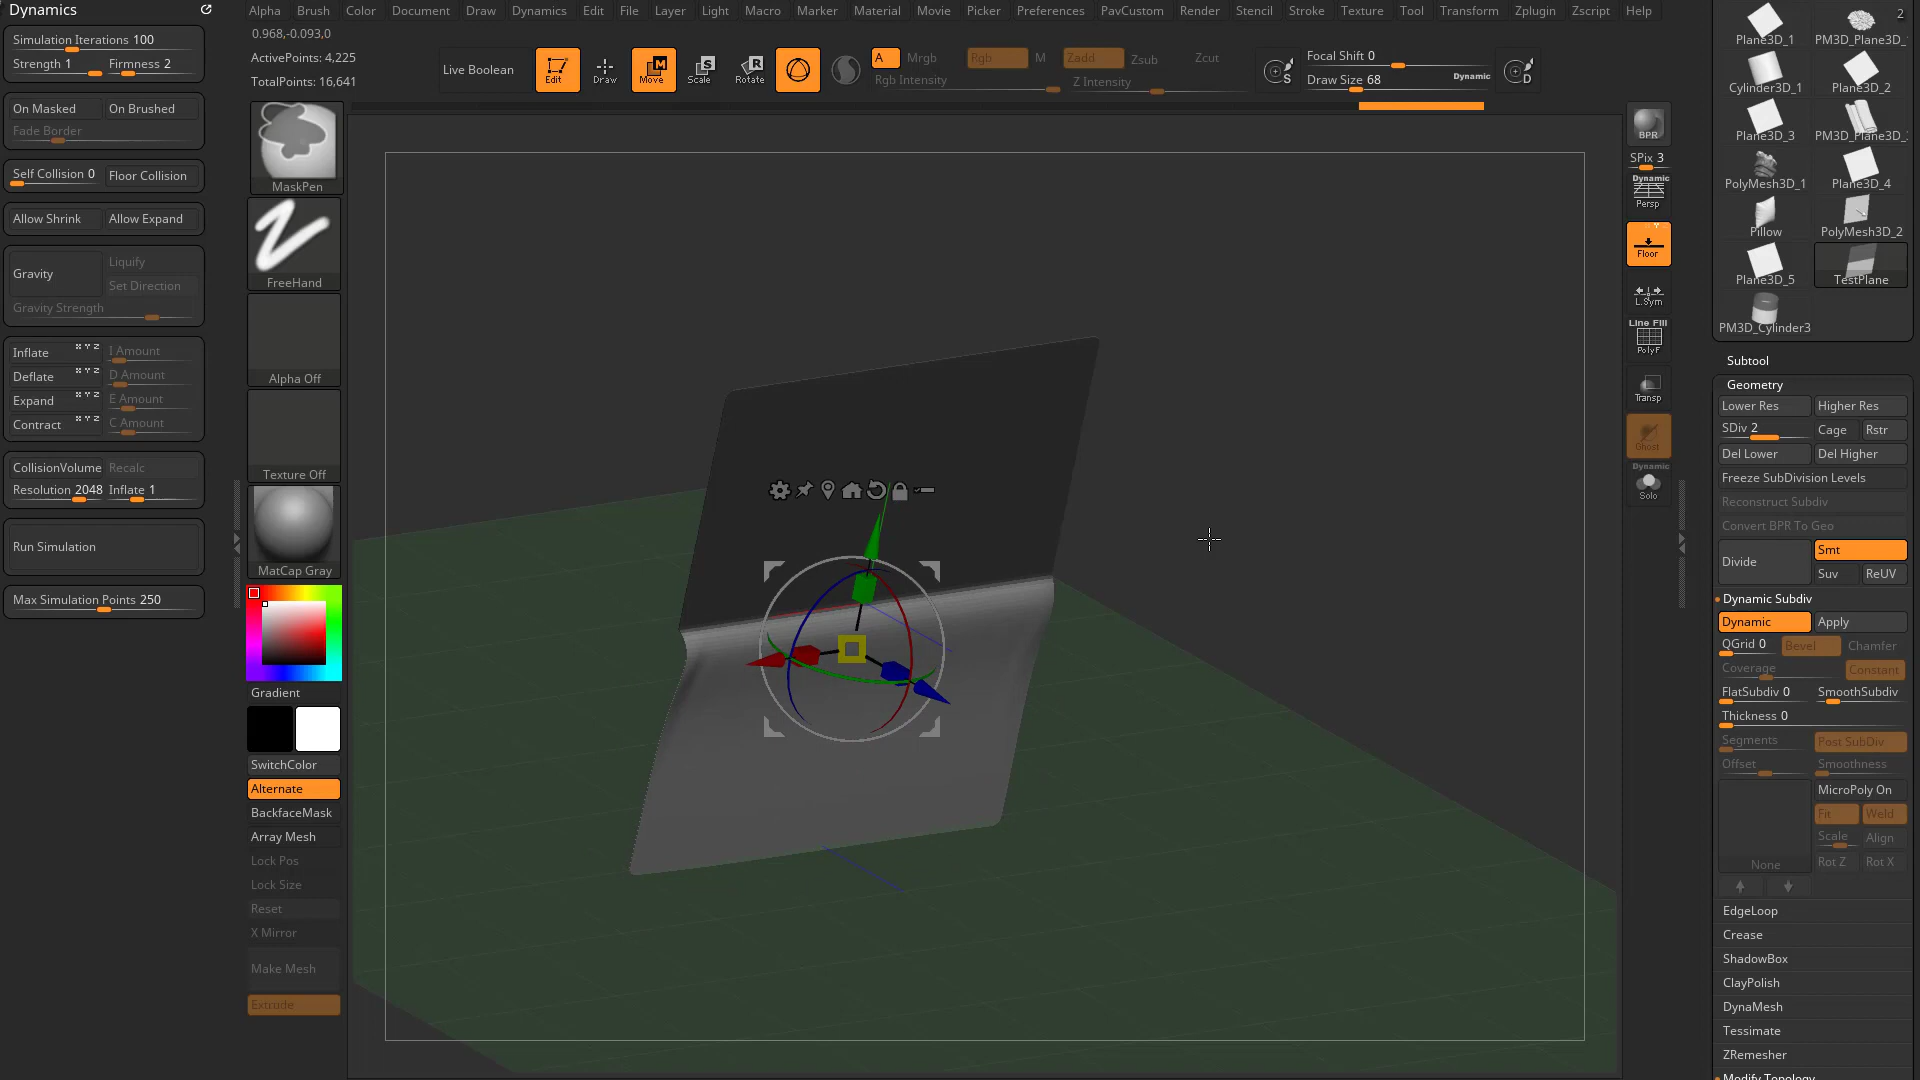 Dynamics
Alpha Brush Color Document Draw Dynamics Edit File Layer Light Macro Marker Material Movie Picker Preferences PavCustom Render Stencil Stroke Texture Tool Transform Zplugin Zscript Help
0.968,-0.093,0
ActivePoints: 4,225
TotalPoints: 16,641
Live Boolean
Edit
Draw
Move
Scale
Rotate
A Mrgb
Rgb Intensity
Rgb M
Zadd Zsub Zcut
Z Intensity
S
Focal Shift 0
Draw Size 68 Dynamic
D
Simulation Iterations 100
Strength 1 Firmness 2
On Masked On Brushed
Fade Border
Self Collision 0 Floor Collision
Allow Shrink Allow Expand
Gravity Liquify
Set Direction
Gravity Strength
Inflate X Y Z I Amount
Deflate X Y Z D Amount
Expand X Y Z E Amount
Contract X Y Z C Amount
CollisionVolume Recalc
Resolution 2048 Inflate 1
Run Simulation
Max Simulation Points 250
MaskPen
FreeHand
Alpha Off
Texture Off
MatCap Gray
Gradient
SwitchColor
Alternate
BackfaceMask
Array Mesh
Lock Pos
Lock Size
Reset
X Mirror
Make Mesh
Extrude
BPR
SPix 3
Dynamic
Persp
Floor
L.Sym
Line Fill
PolyF
Transp
Ghost
Dynamic
Solo
2
Plane3D_1 PM3D_Plane3D_
Cylinder3D_1 Plane3D_2
Plane3D_3 PM3D_Plane3D_
PolyMesh3D_1 Plane3D_4
Pillow PolyMesh3D_2
Plane3D_5 TestPlane
PM3D_Cylinder3
Subtool
Geometry
Lower Res Higher Res
SDiv 2 Cage Rstr
Del Lower Del Higher
Freeze SubDivision Levels
Reconstruct Subdiv
Convert BPR To Geo
Divide Smt
Suv ReUV
Dynamic Subdiv
Dynamic Apply
QGrid 0 Bevel Chamfer
Coverage Constant
FlatSubdiv 0 SmoothSubdiv
Thickness 0
Segments Post SubDiv
Offset Smoothness
MicroPoly On
Fit Weld
Scale Align
None Rot Z Rot X
EdgeLoop
Crease
ShadowBox
ClayPolish
DynaMesh
Tessimate
ZRemesher
Modify Topology